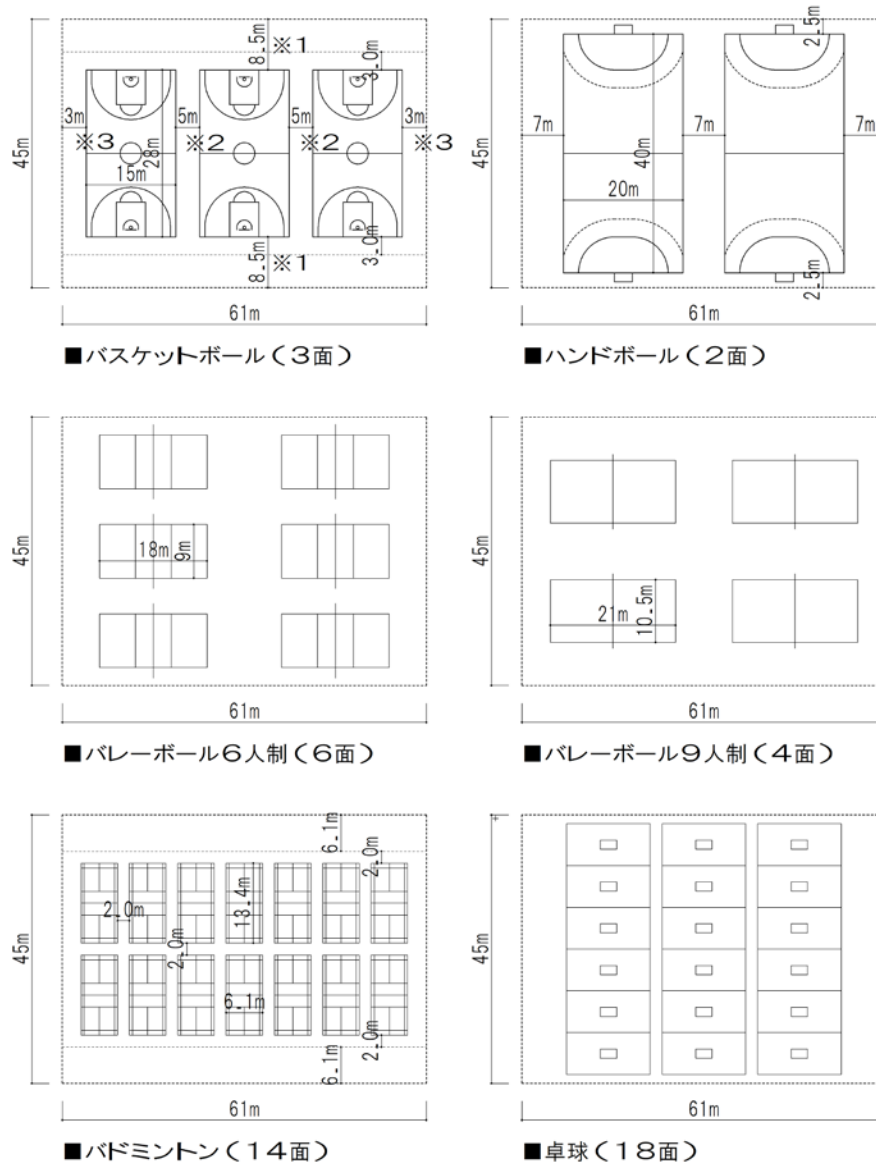 8.5m
※1
3.0m
3m
5m
5m
3m
※3
※2
※2
※3
45m
28m
15m
8.5m
※1
3.0m
61m
■バスケットボール(3面)
2.5m
7m
7m
7m
45m
40m
20m
2.5m
61m
■ハンドボール(2面)
45m
18m
9m
61m
■バレーボール6人制(6面)
45m
21m
10.5m
61m
■バレーボール9人制(4面)
6.1m
2.0m
45m
13.4m
2.0m
2.0m
6.1m
2.0m
6.1m
61m
■バドミントン(14面)
45m
61m
■卓球(18面)